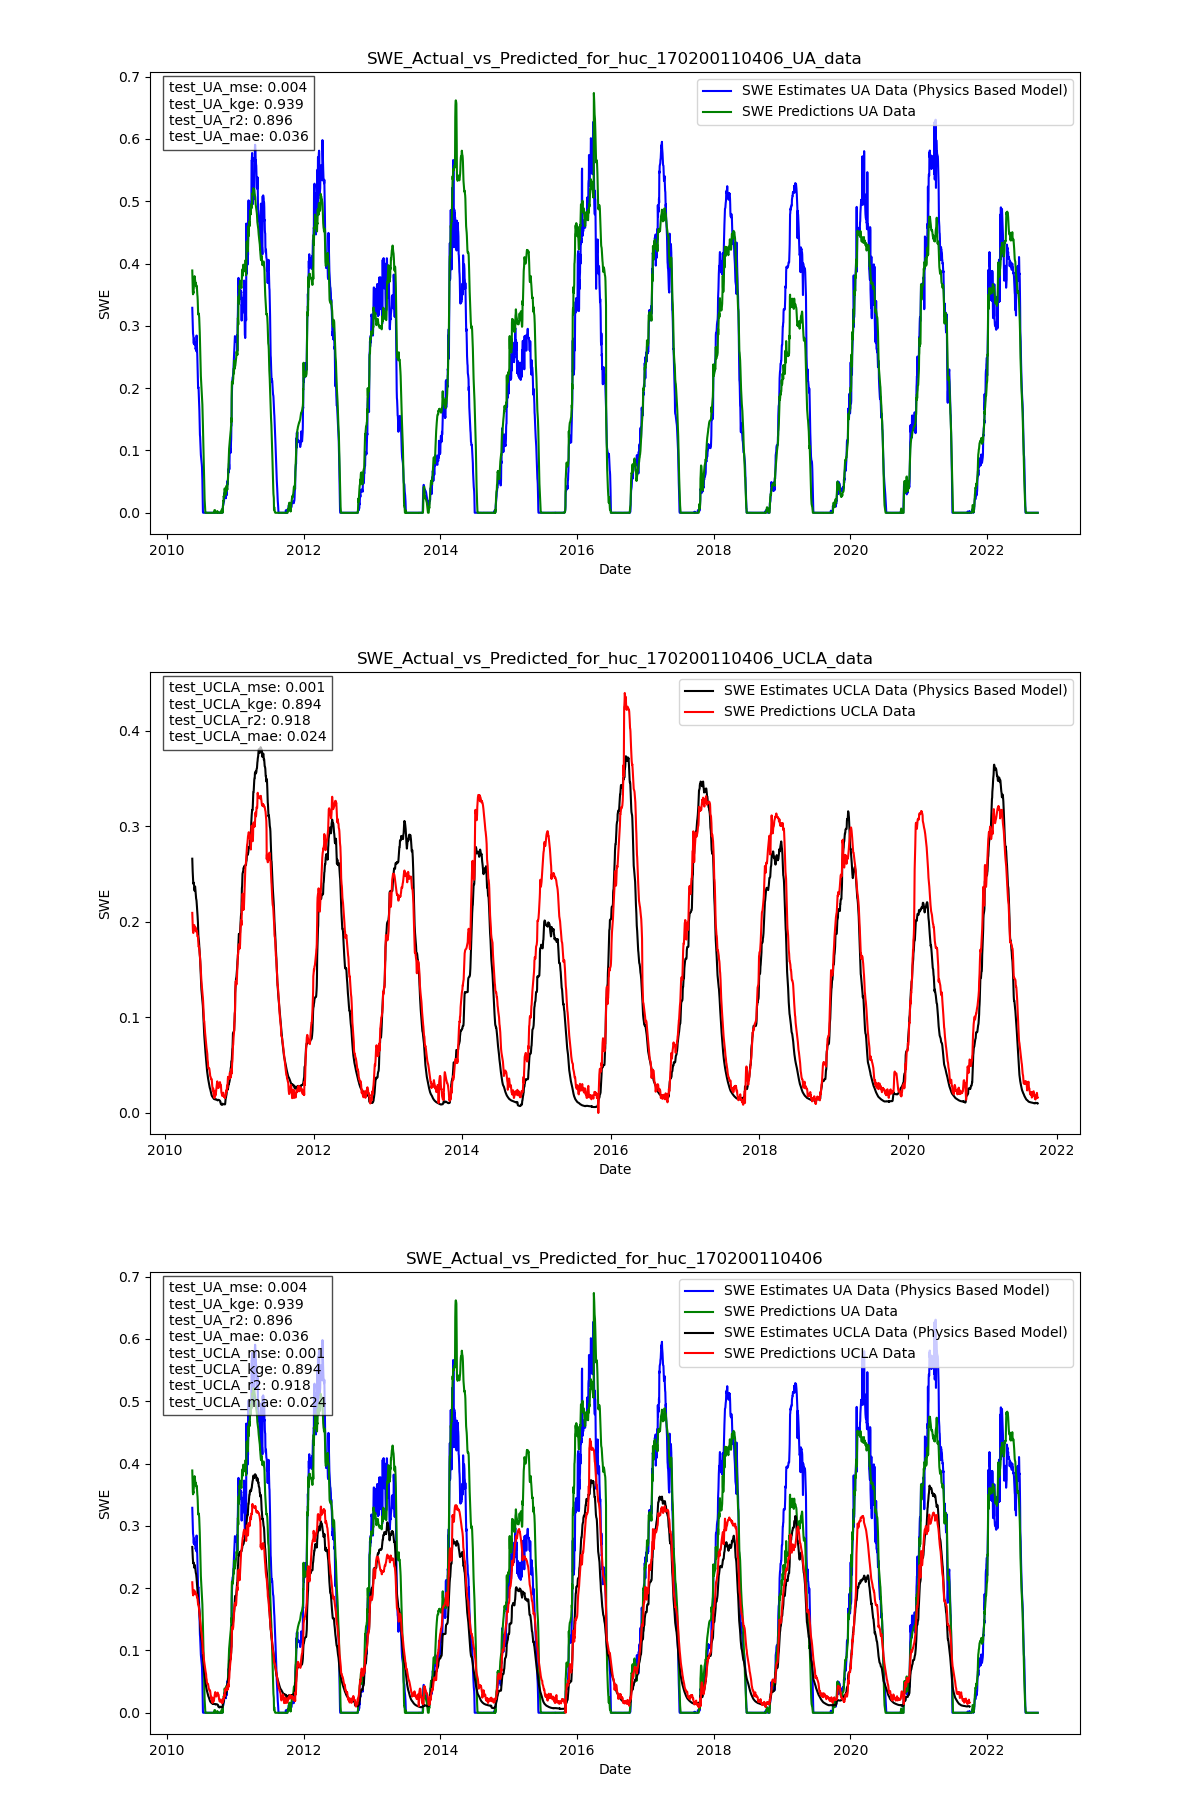 SWE_Actual_vs_Predicted_for_huc_170200110406_UA_data
test_UA_mse: 0.004
test_UA_kge: 0.939
test_UA_r2: 0.896
test_UA_mae: 0.036
SWE Estimates UA Data (Physics Based Model)
SWE Predictions UA Data
0.7
0.6
0.5
0.4
0.3
0.2
0.1
0.0
SWE
2010 2012 2014 2016 2018 2020 2022
Date
SWE_Actual_vs_Predicted_for_huc_170200110406_UCLA_data
test_UCLA_mse: 0.001
test_UCLA_kge: 0.894
test_UCLA_r2: 0.918
test_UCLA_mae: 0.024
SWE Estimates UCLA Data (Physics Based Model)
SWE Predictions UCLA Data
0.4
0.3
0.2
0.1
0.0
SWE
2010 2012 2014 2016 2018 2020 2022
Date
SWE_Actual_vs_Predicted_for_huc_170200110406
test_UA_mse: 0.004
test_UA_kge: 0.939
test_UA_r2: 0.896
test_UA_mae: 0.036
test_UCLA_mse: 0.001
test_UCLA_kge: 0.894
test_UCLA_r2: 0.918
test_UCLA_mae: 0.024
SWE Estimates UA Data (Physics Based Model)
SWE Predictions UA Data
SWE Estimates UCLA Data (Physics Based Model)
SWE Predictions UCLA Data
0.7
0.6
0.5
0.4
0.3
0.2
0.1
0.0
SWE
2010 2012 2014 2016 2018 2020 2022
Date